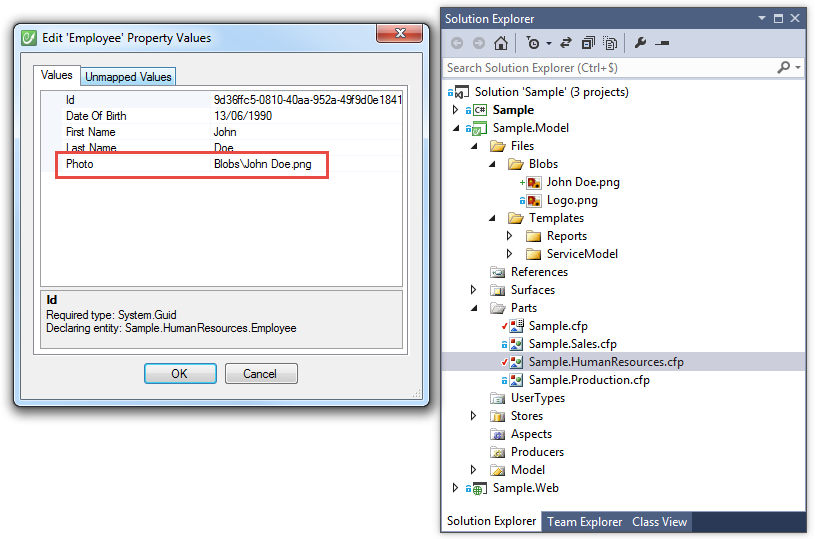 Edit 'Employee' Property Values
Values Unmapped Values
Id 9d36ffc5-0810-40aa-952a-49f9d0e1841
Date Of Birth 13/06/1990
First Name John
Last Name Doe
Photo Blobs\John Doe.png
Id
Required type: System.Guid
Declaring entity: Sample.HumanResources.Employee
OK Cancel
Solution Explorer
Search Solution Explorer (Ctrl+$)
Solution 'Sample' (3 projects)
C# Sample
Sample.Model
Files
Blobs
John Doe.png
Logo.png
Templates
Reports
ServiceModel
References
Surfaces
Parts
Sample.cfp
Sample.Sales.cfp
Sample.HumanResources.cfp
Sample.Production.cfp
UserTypes
Stores
Aspects
Producers
Model
Sample.Web
Solution Explorer Team Explorer Class View